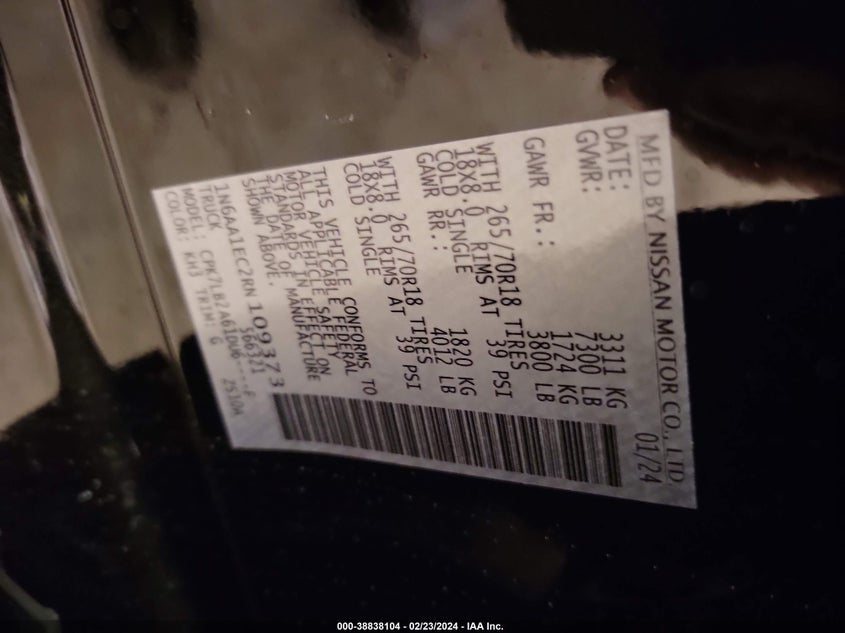 MFD BY NISSAN MOTOR CO., LTD.
DATE: 01/24
GVWR: 3311 KG
7300 LB
GAWR FR.: 1724 KG
3800 LB
WITH 265/70R18 TIRES
18X8.0 RIMS AT 39 PSI
COLD SINGLE
GAWR RR.: 1820 KG
4012 LB
WITH 265/70R18 TIRES
18X8.0 RIMS AT 39 PSI
COLD SINGLE
THIS VEHICLE CONFORMS TO
ALL APPLICABLE FEDERAL
MOTOR VEHICLE SAFETY
STANDARDS IN EFFECT ON
THE DATE OF MANUFACTURE
SHOWN ABOVE.
1N6AA1EC2RN109373
TRUCK 560371
MODEL: CPK7LBZA61DU6----F
COLOR: KH3 TRIM: G
000-38838104 - 02/23/2024 - IAA Inc.